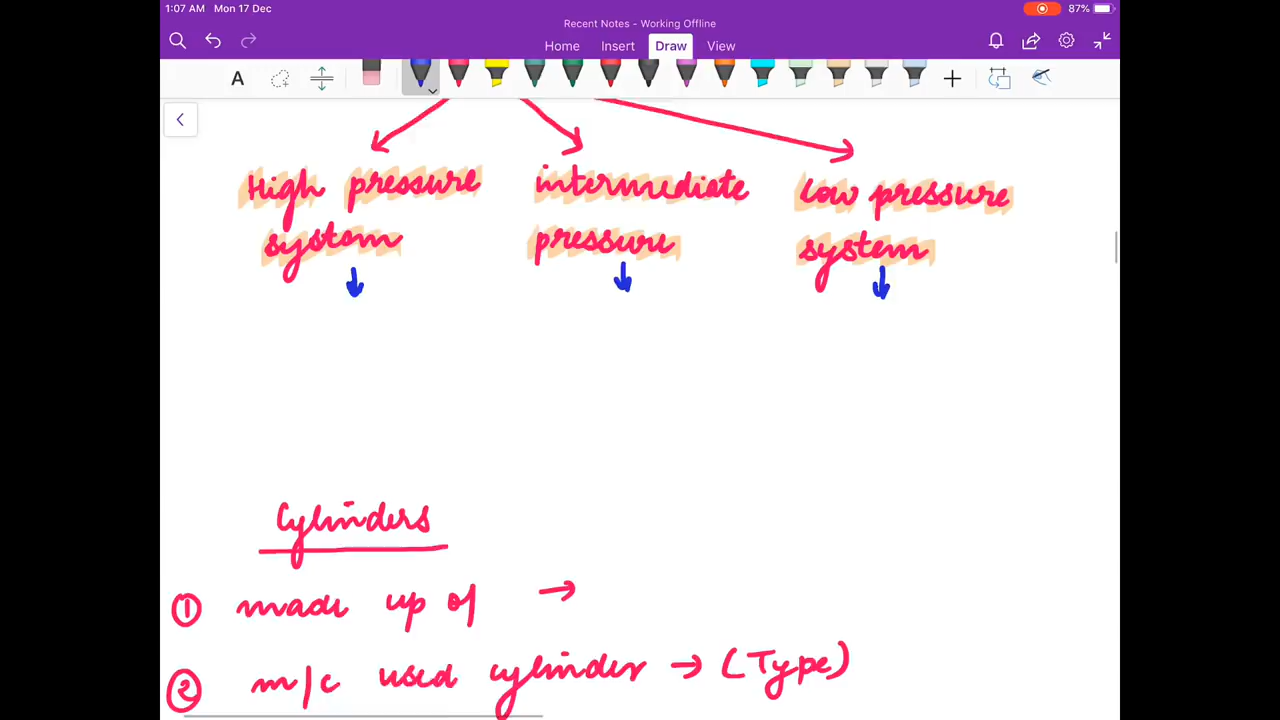 1:07 AM Mon 17 Dec
87%
Recent Notes - Working Offline
Home Insert Draw View
A
High pressure system
intermediate pressure
low pressure system
Cylinders
① made up of →
② m/c used cylinder → (Type)